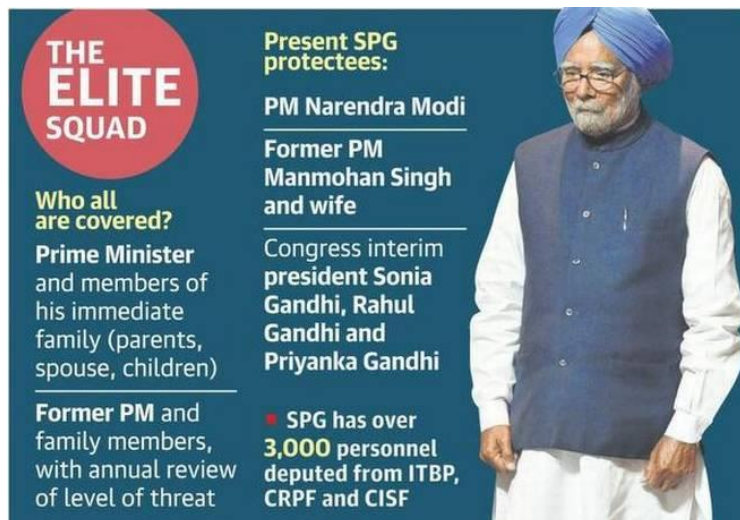 THE
ELITE
SQUAD
Who all
are covered?
Prime Minister
and members of
his immediate
family (parents,
spouse, children)
Former PM and
family members,
with annual review
of level of threat
Present SPG
protectees:
PM Narendra Modi
Former PM
Manmohan Singh
and wife
Congress interim
president Sonia
Gandhi, Rahul
Gandhi and
Priyanka Gandhi
SPG has over
3,000 personnel
deputed from ITBP,
CRPF and CISF